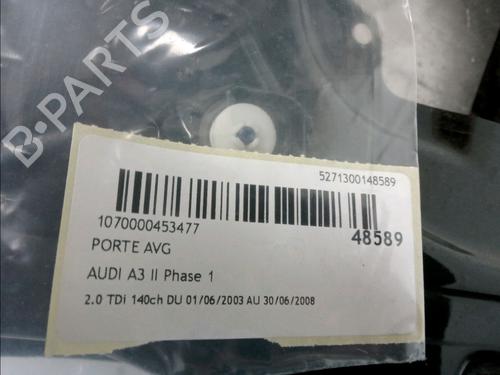 B-PARTS
5271300148589
1070000453477
48589
PORTE AVG
AUDI A3 II Phase 1
2.0 TDi 140ch DU 01/06/2003 AU 30/06/2008